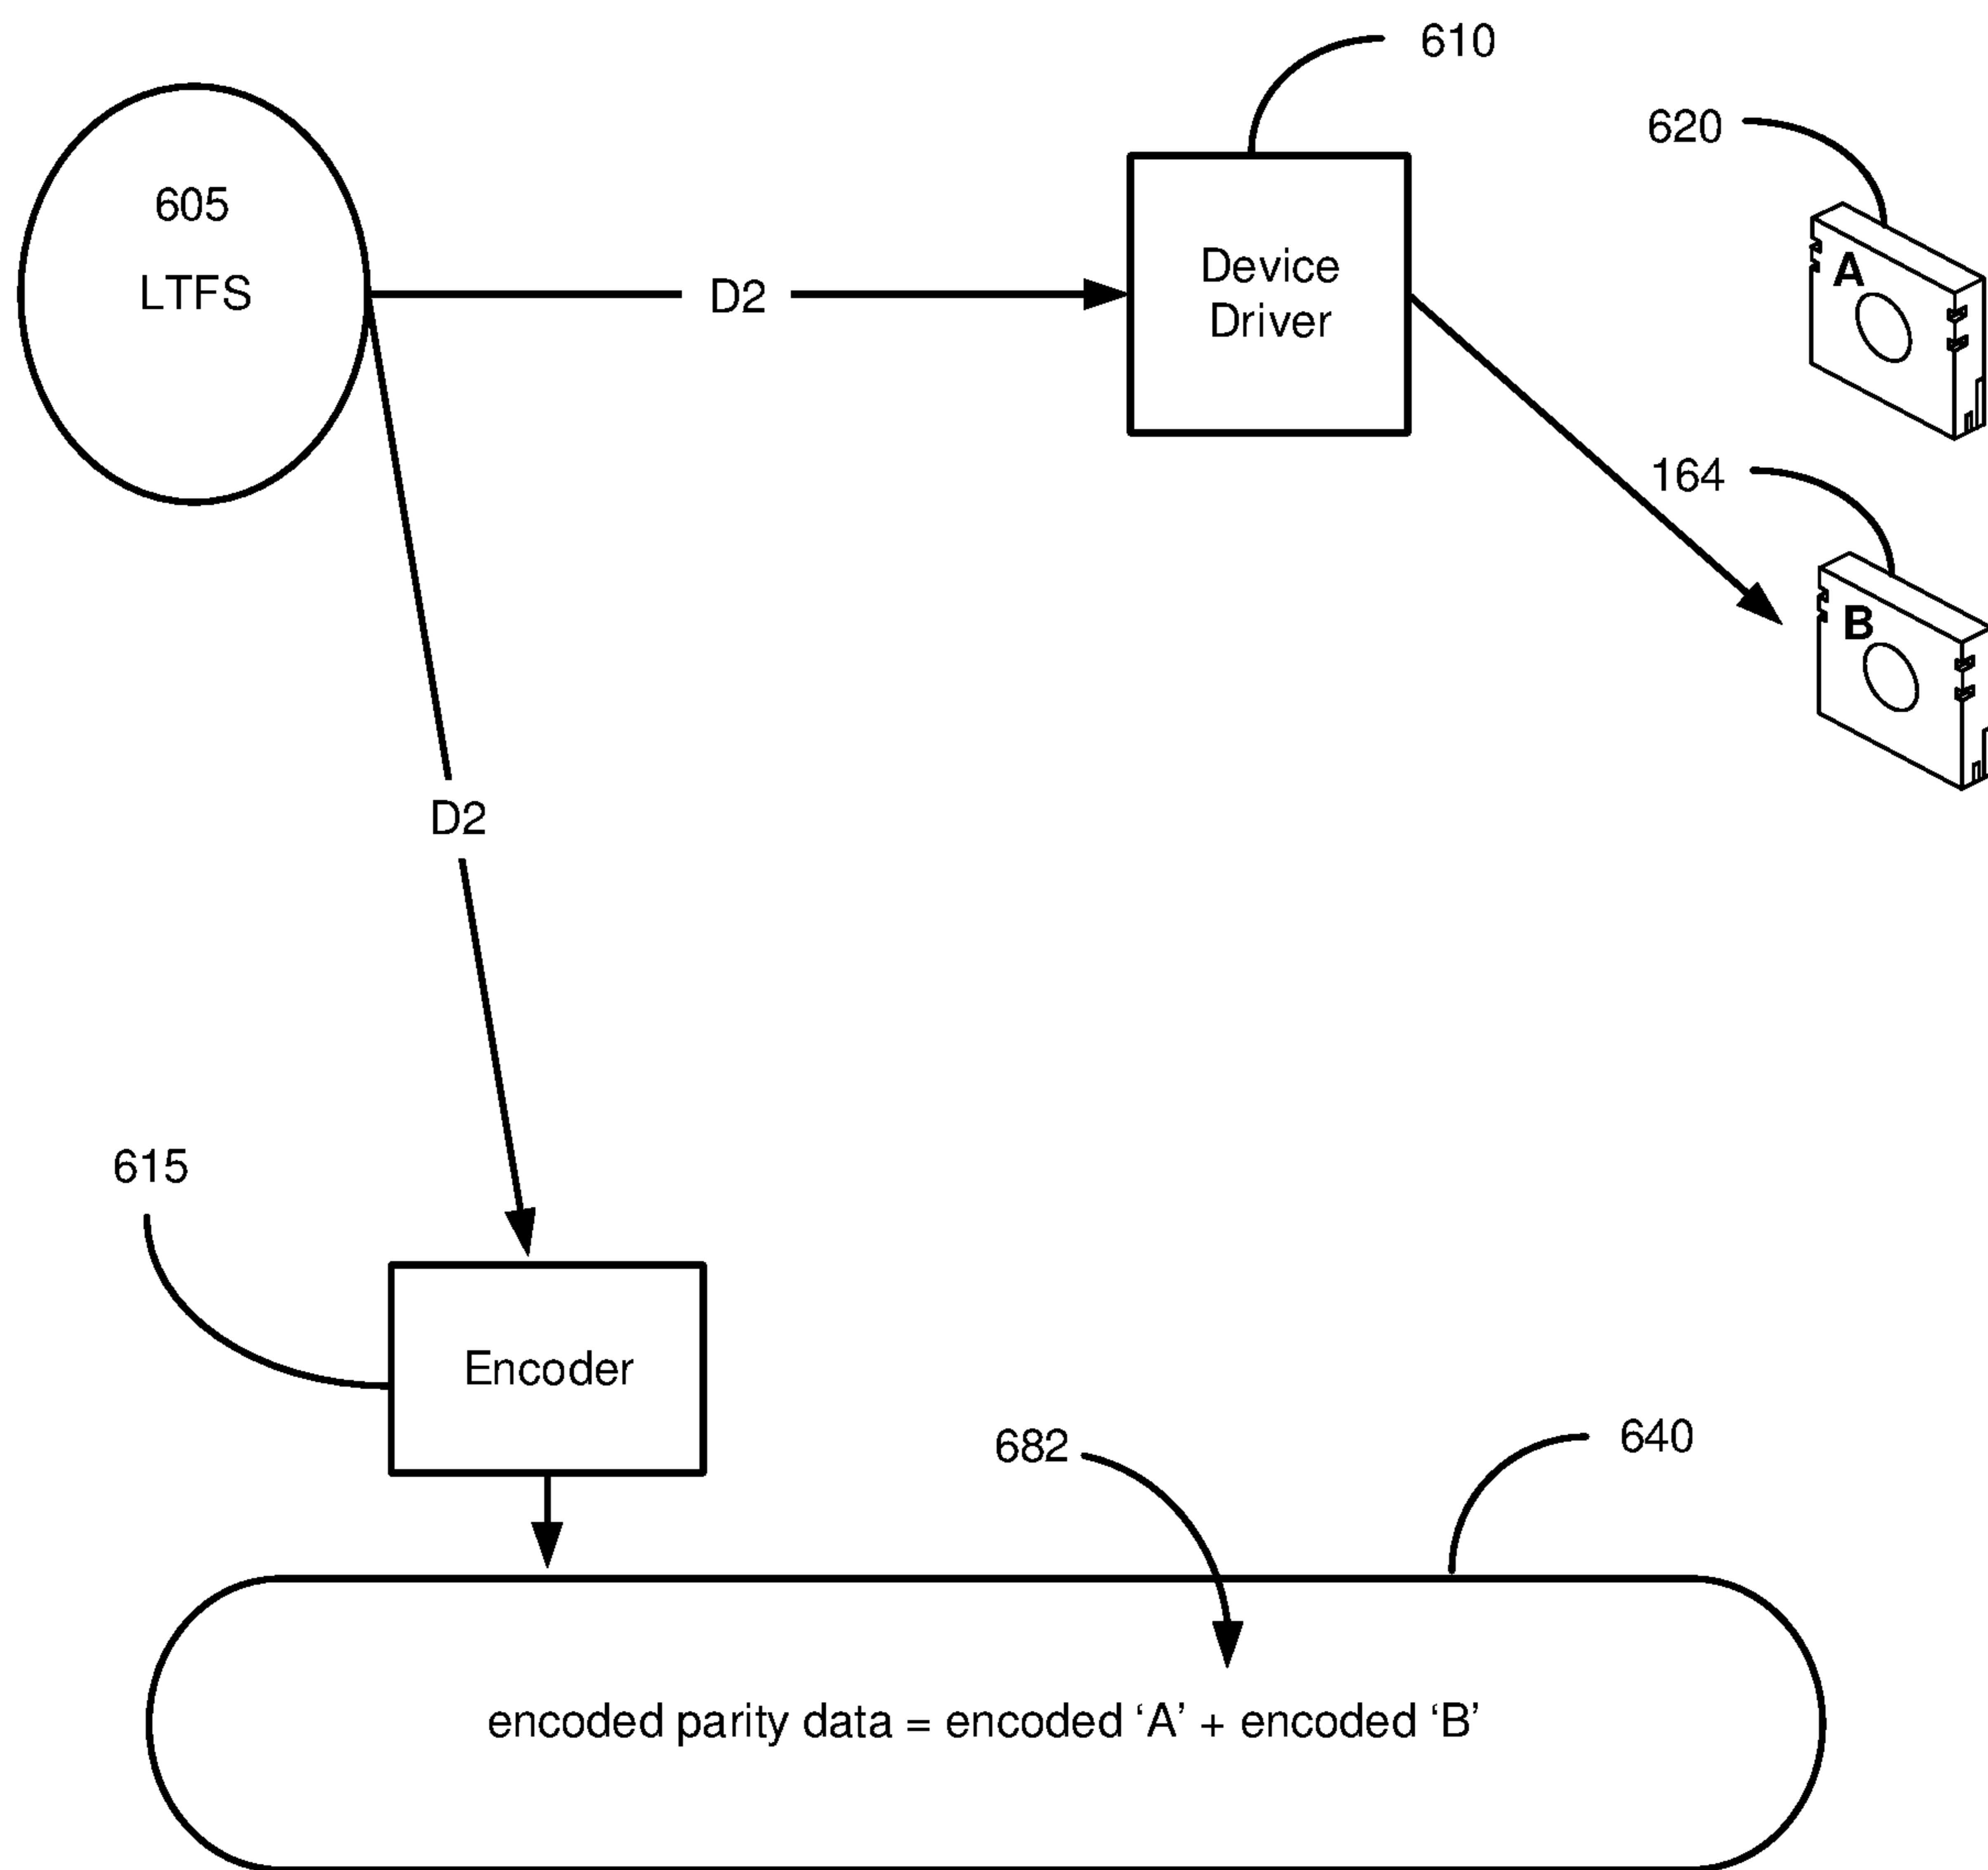 610
620
605
LTFS
D2
Device
Driver
A
164
B
D2
615
Encoder
682
640
encoded parity data = encoded ‘A’ + encoded ‘B’